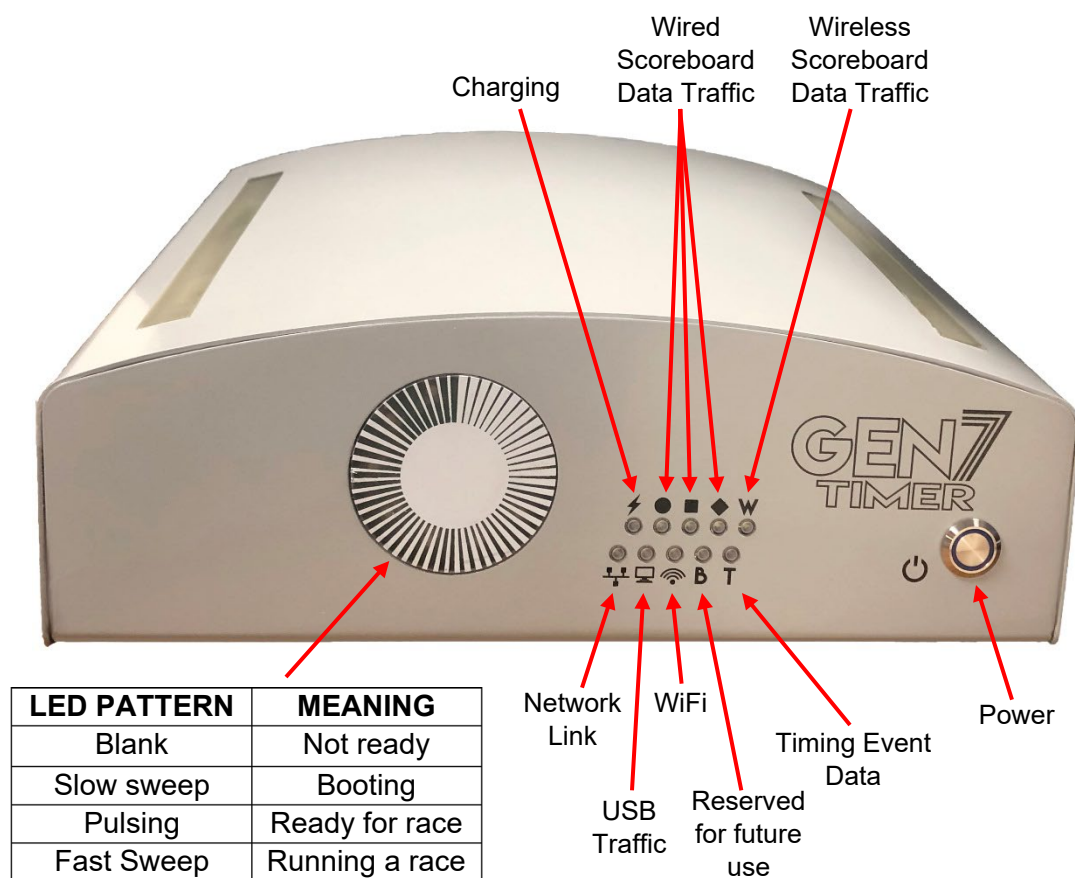 Wired
Scoreboard
Data Traffic
Wireless
Scoreboard
Data Traffic
Charging
GEN7
TIMER
W
B T
LED PATTERN MEANING
Blank Not ready
Slow sweep Booting
Pulsing Ready for race
Fast Sweep Running a race
Network
Link
WiFi
Power
Timing Event
Data
USB
Traffic
Reserved
for future
use